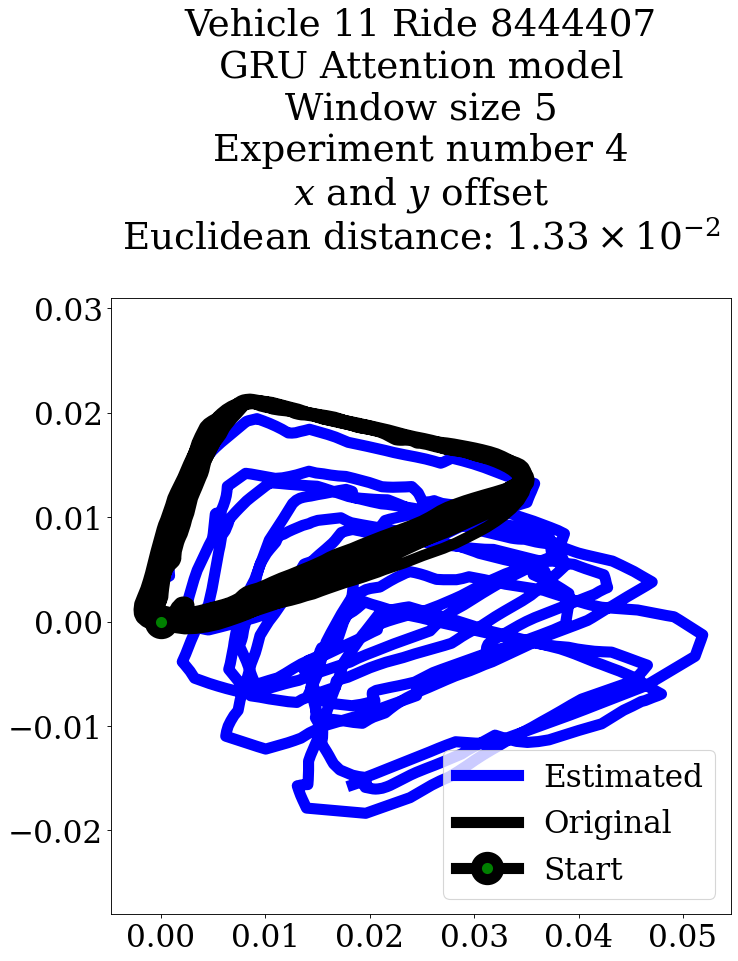 Vehicle 11 Ride 8444407
GRU Attention model
Window size 5
Experiment number 4
x and y offset
Euclidean distance: 1.33 × 10⁻²
0.03
0.02
0.01
0.00
−0.01
−0.02
Estimated
Original
Start
0.00 0.01 0.02 0.03 0.04 0.05